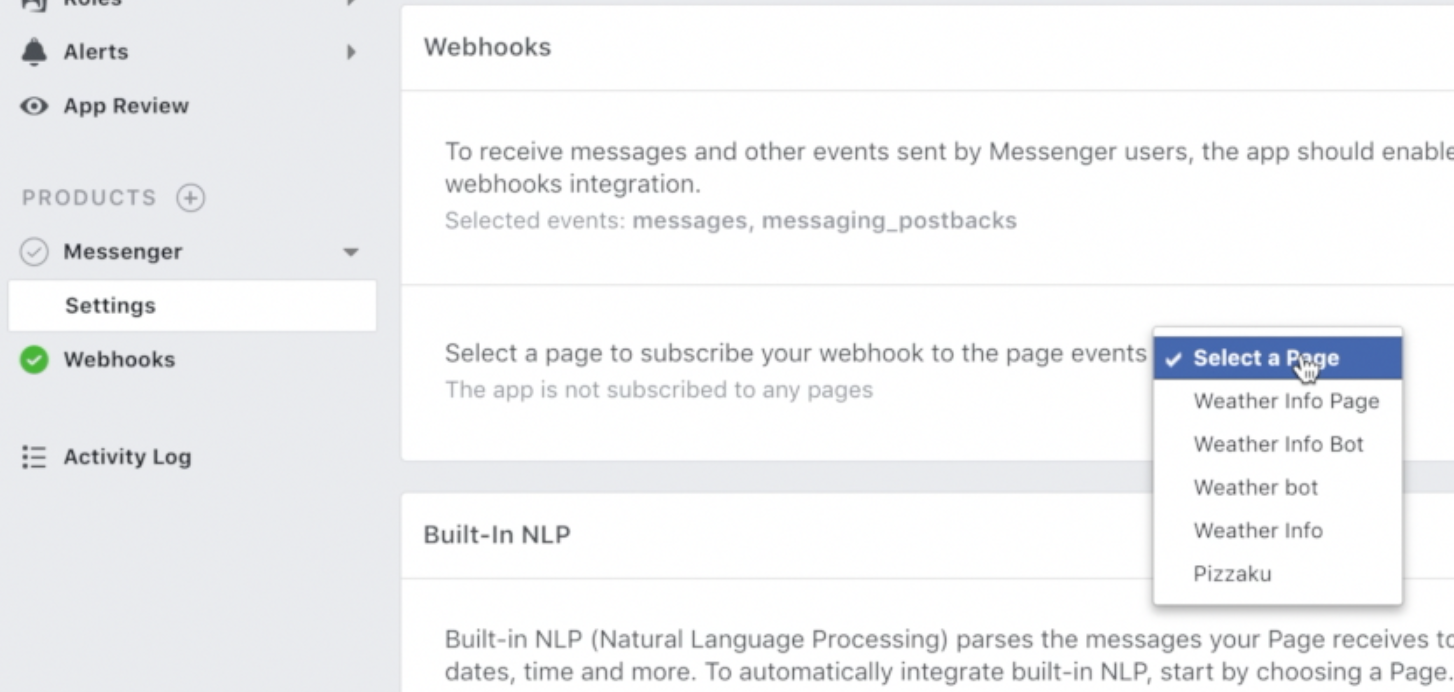 Roles
Alerts
App Review
PRODUCTS
Messenger
Settings
Webhooks
Activity Log
Webhooks
To receive messages and other events sent by Messenger users, the app should enable
webhooks integration.
Selected events: messages, messaging_postbacks
Select a page to subscribe your webhook to the page events
The app is not subscribed to any pages
Select a Page
Weather Info Page
Weather Info Bot
Weather bot
Weather Info
Pizzaku
Built-In NLP
Built-in NLP (Natural Language Processing) parses the messages your Page receives to
dates, time and more. To automatically integrate built-in NLP, start by choosing a Page.